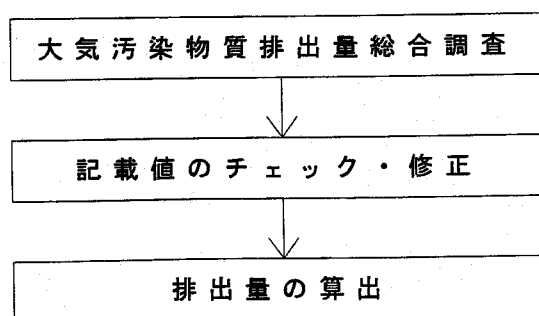 大気汚染物質排出量総合調査
記載値のチェック・修正
排出量の算出